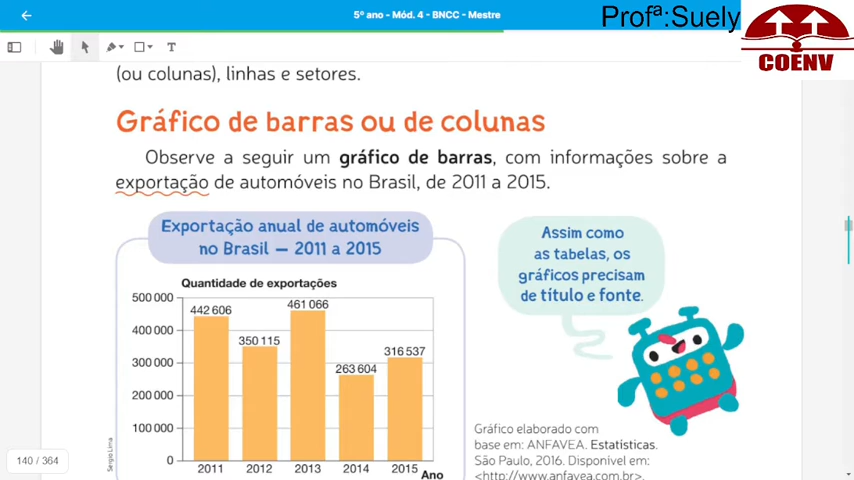 5º ano - Mód. 4 - BNCC - Mestre
Profª:Suely
COENV
T
(ou colunas), linhas e setores.
Gráfico de barras ou de colunas
Observe a seguir um gráfico de barras, com informações sobre a
exportação de automóveis no Brasil, de 2011 a 2015.
Exportação anual de automóveis
no Brasil — 2011 a 2015
Quantidade de exportações
500 000
400 000
300 000
200 000
100 000
0
442 606
350 115
461 066
263 604
316 537
2011 2012 2013 2014 2015
Ano
Sergio Lima
Assim como
as tabelas, os
gráficos precisam
de título e fonte.
Gráfico elaborado com
base em: ANFAVEA. Estatísticas.
São Paulo, 2016. Disponível em:
<http://www.anfavea.com.br>.
140 / 364